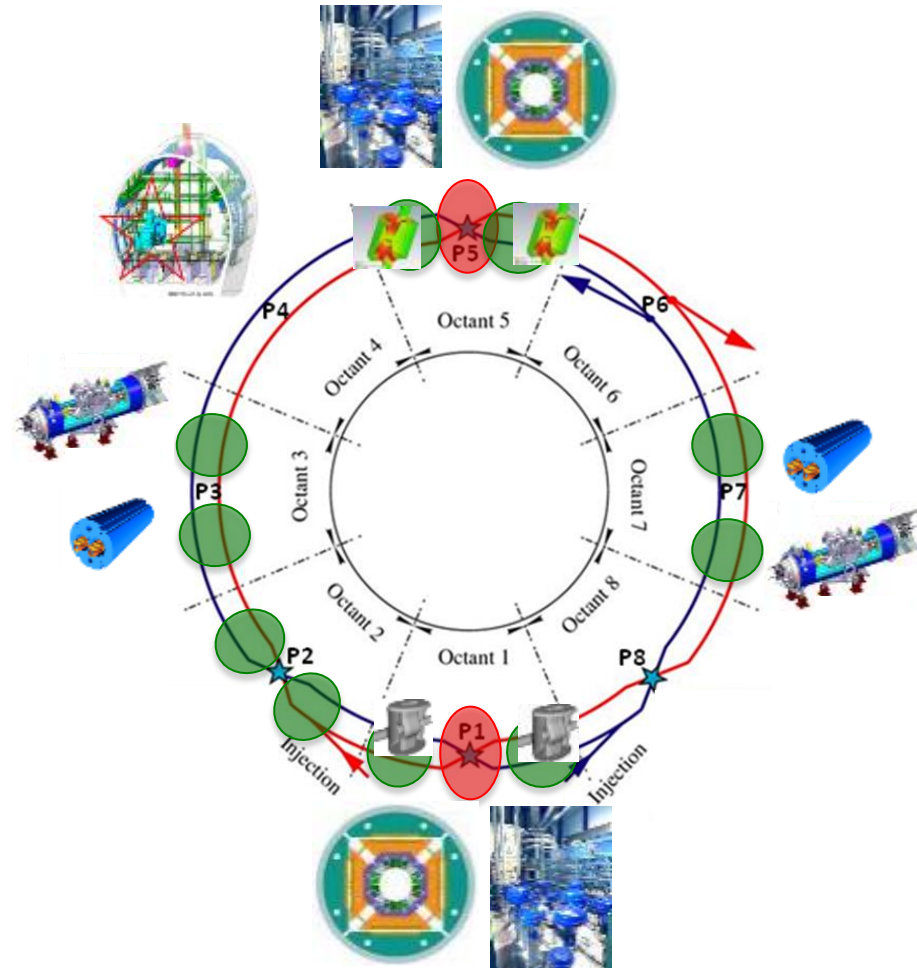 P5
P6
P4
Octant 5
Octant 4
Octant 6
Octant 3
Octant 7
P3
P7
Octant 2
Octant 8
P2
Octant 1
P8
P1
Injection
Injection